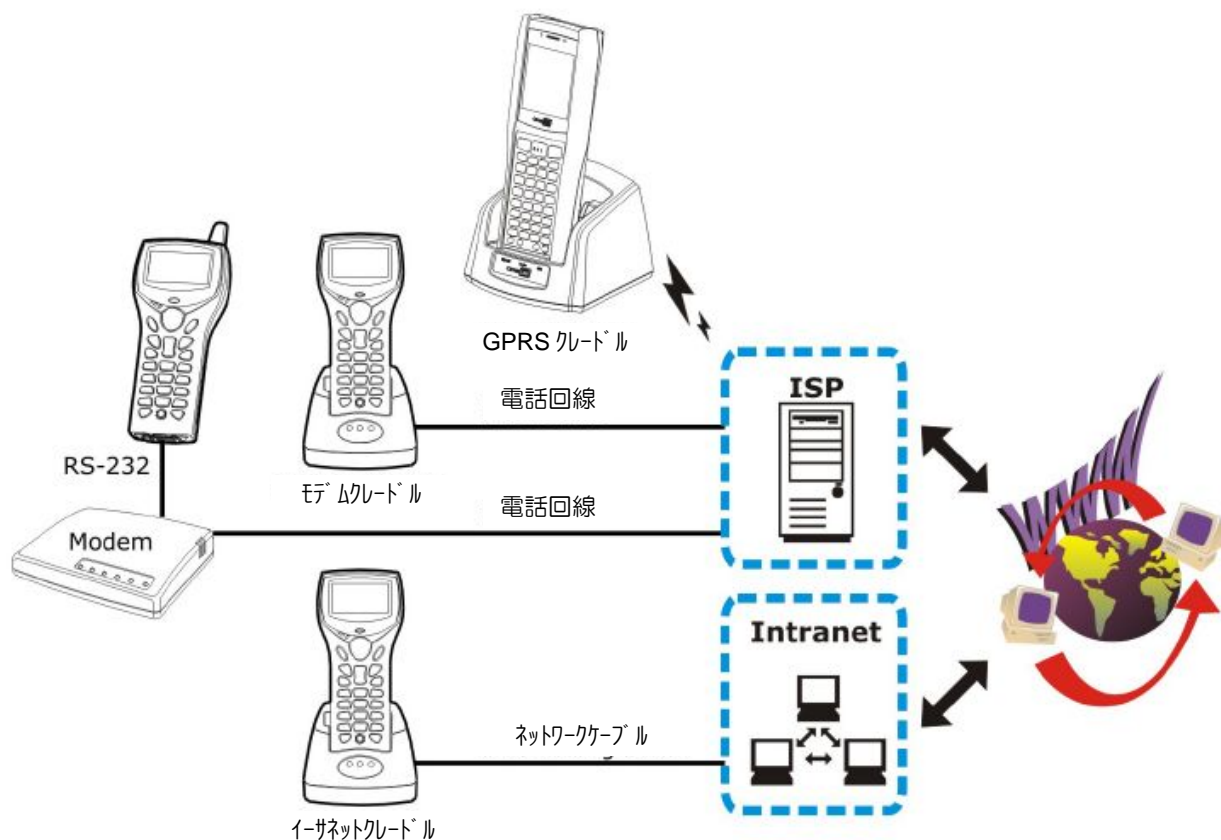 GPRS クレードル
電話回線
ISP
RS-232
モデムクレードル
電話回線
Modem
WWW
Intranet
ネットワークケーブル
イーサネットクレードル